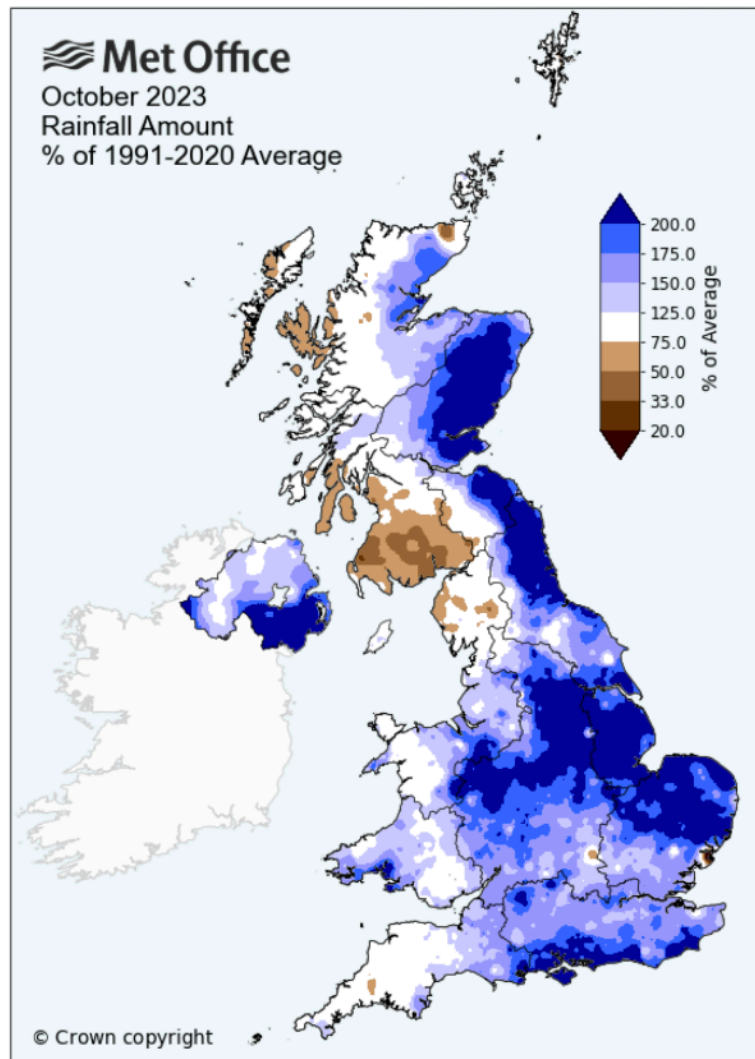 Met Office
October 2023
Rainfall Amount
% of 1991-2020 Average
200.0
175.0
150.0
125.0
75.0
50.0
33.0
20.0
% of Average
© Crown copyright